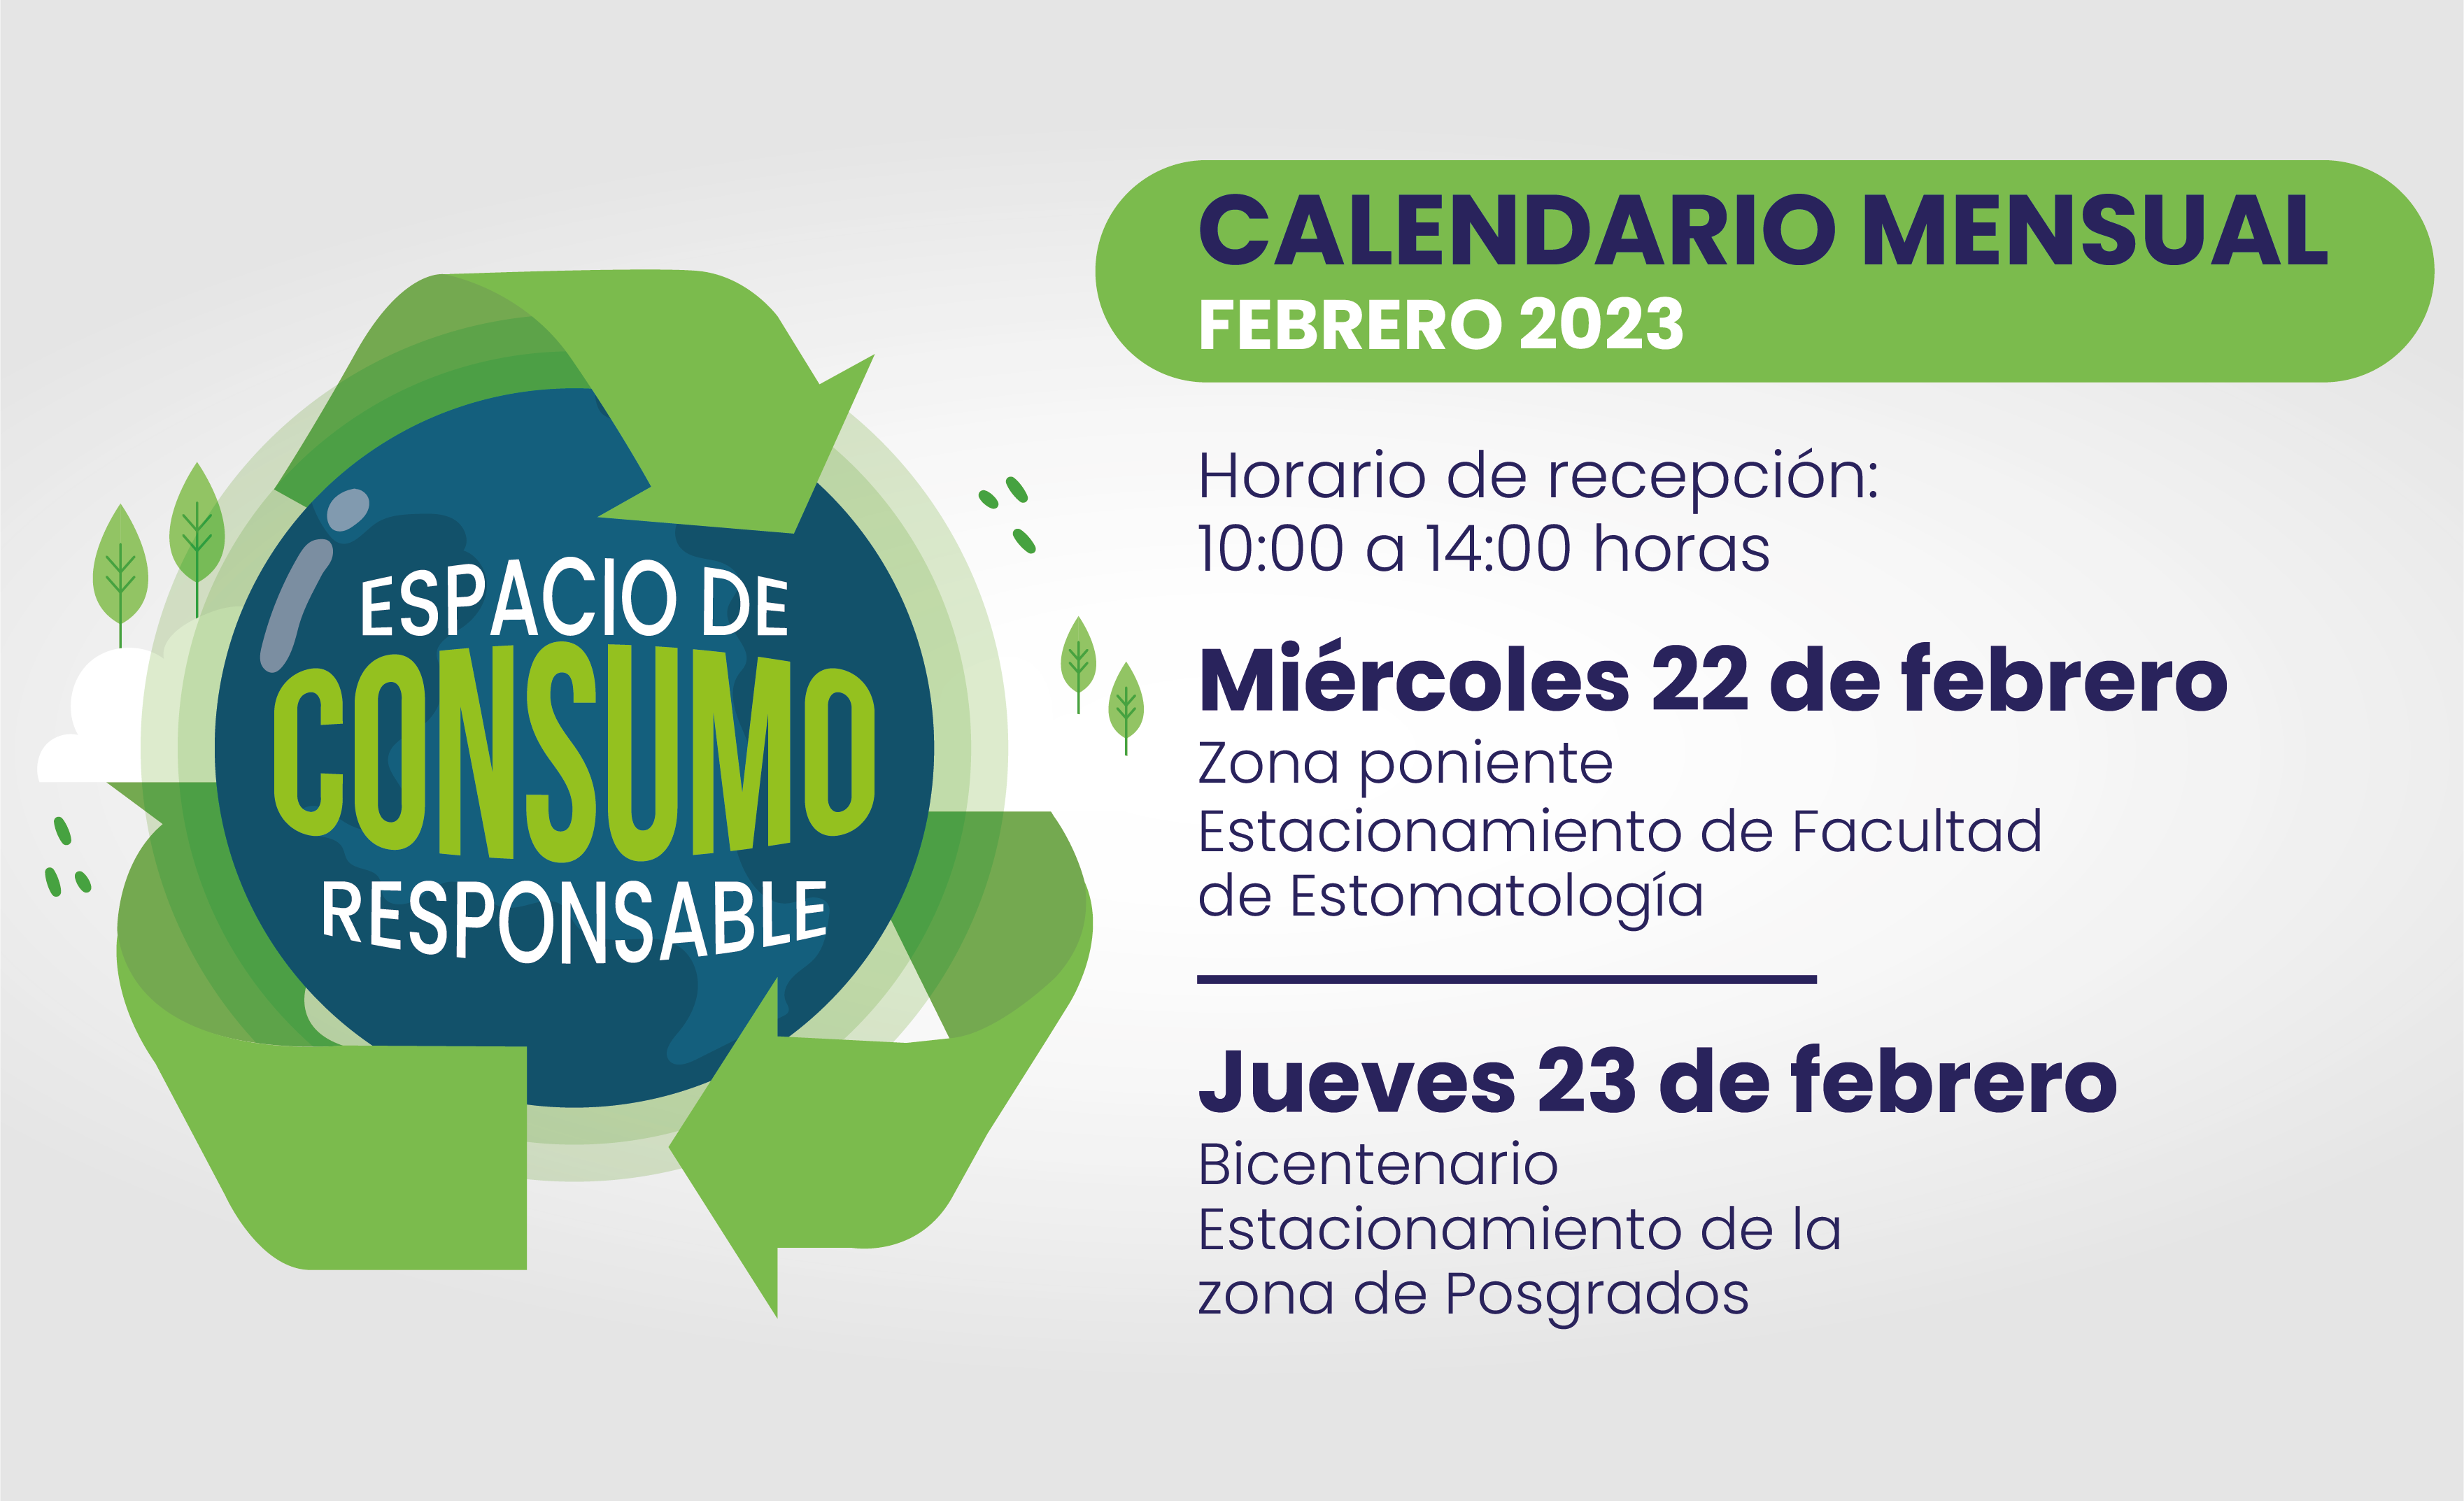 ESPACIO DE
CONSUMO
RESPONSABLE
CALENDARIO MENSUAL
FEBRERO 2023
Horario de recepción:
10:00 a 14:00 horas
Miércoles 22 de febrero
Zona poniente
Estacionamiento de Facultad
de Estomatología
Jueves 23 de febrero
Bicentenario
Estacionamiento de la
zona de Posgrados